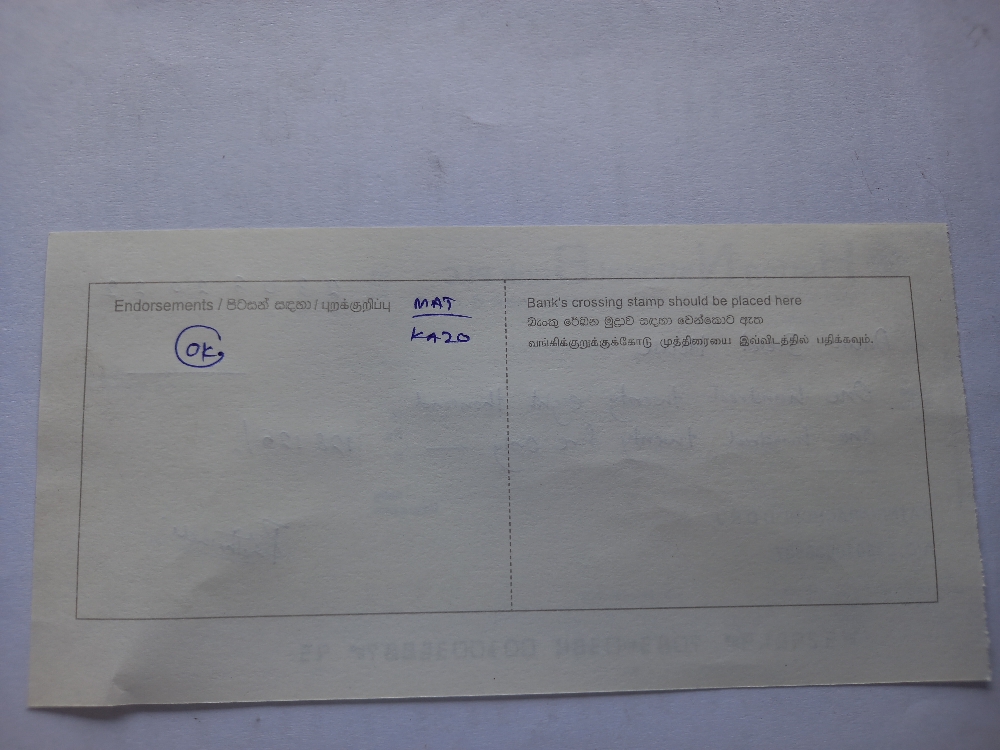 Endorsements / පිටසන් සඳහා / புறக்குறிப்பு
MAT
KA20
OK
Bank's crossing stamp should be placed here
බැංකු රේඛන මුද්‍රාව සඳහා වෙන්කොට ඇත
வங்கிக்குறுக்குக்கோடு முத்திரையை இவ்விடத்தில் பதிக்கவும்.